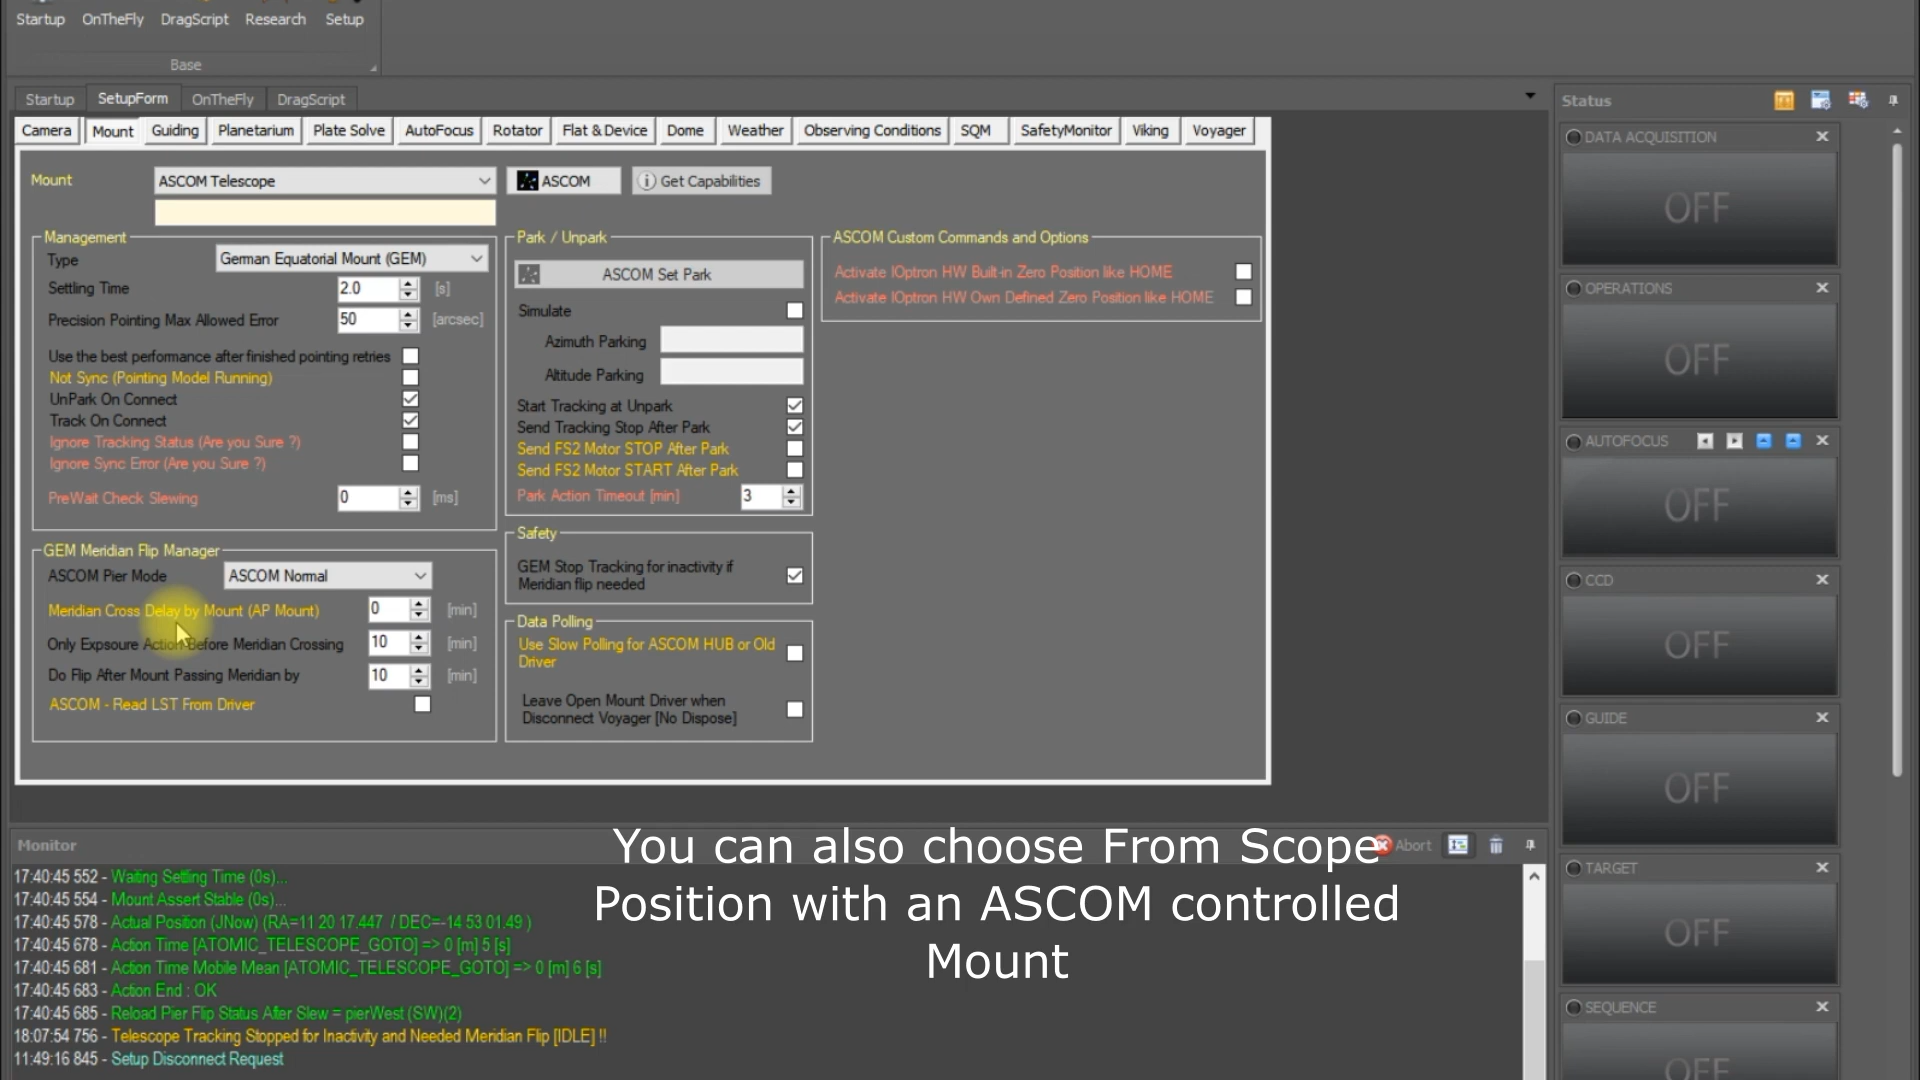 Startup OnTheFly DragScript Research Setup
Base
Startup SetupForm OnTheFly DragScript
Camera Mount Guiding Planetarium Plate Solve AutoFocus Rotator Flat & Device Dome Weather Observing Conditions SQM SafetyMonitor Viking Voyager
Mount ASCOM Telescope ASCOM Get Capabilities
Management
Type German Equatorial Mount (GEM)
Settling Time 2.0 [s]
Precision Pointing Max Allowed Error 50 [arcsec]
Use the best performance after finished pointing retries
Not Sync (Pointing Model Running)
UnPark On Connect
Track On Connect
Ignore Tracking Status (Are you Sure ?)
Ignore Sync Error (Are you Sure ?)
PreWait Check Slewing 0 [ms]
GEM Meridian Flip Manager
ASCOM Pier Mode ASCOM Normal
Meridian Cross Delay by Mount (AP Mount) 0 [min]
Only Expsoure Action Before Meridian Crossing 10 [min]
Do Flip After Mount Passing Meridian by 10 [min]
ASCOM - Read LST From Driver
Park / Unpark
ASCOM Set Park
Simulate
Azimuth Parking
Altitude Parking
Start Tracking at Unpark
Send Tracking Stop After Park
Send FS2 Motor STOP After Park
Send FS2 Motor START After Park
Park Action Timeout [min] 3
Safety
GEM Stop Tracking for inactivity if
Meridian flip needed
Data Polling
Use Slow Polling for ASCOM HUB or Old
Driver
Leave Open Mount Driver when
Disconnect Voyager [No Dispose]
ASCOM Custom Commands and Options
Activate IOptron HW Built-in Zero Position like HOME
Activate IOptron HW Own Defined Zero Position like HOME
Status
DATA ACQUISITION
OFF
OPERATIONS
OFF
AUTOFOCUS
OFF
CCD
OFF
GUIDE
OFF
TARGET
OFF
SEQUENCE
OFF
Monitor
Abort
17:40:45 552 - Waiting Settling Time (0s)...
17:40:45 554 - Mount Assert Stable (0s)...
17:40:45 578 - Actual Position (JNow) (RA=11 20 17.447 / DEC=-14 53 01.49 )
17:40:45 678 - Action Time [ATOMIC_TELESCOPE_GOTO] => 0 [m] 5 [s]
17:40:45 681 - Action Time Mobile Mean [ATOMIC_TELESCOPE_GOTO] => 0 [m] 6 [s]
17:40:45 683 - Action End : OK
17:40:45 685 - Reload Pier Flip Status After Slew = pierWest (SW)(2)
18:07:54 756 - Telescope Tracking Stopped for Inactivity and Needed Meridian Flip [IDLE] !!
11:49:16 845 - Setup Disconnect Request
You can also choose From Scope
Position with an ASCOM controlled
Mount